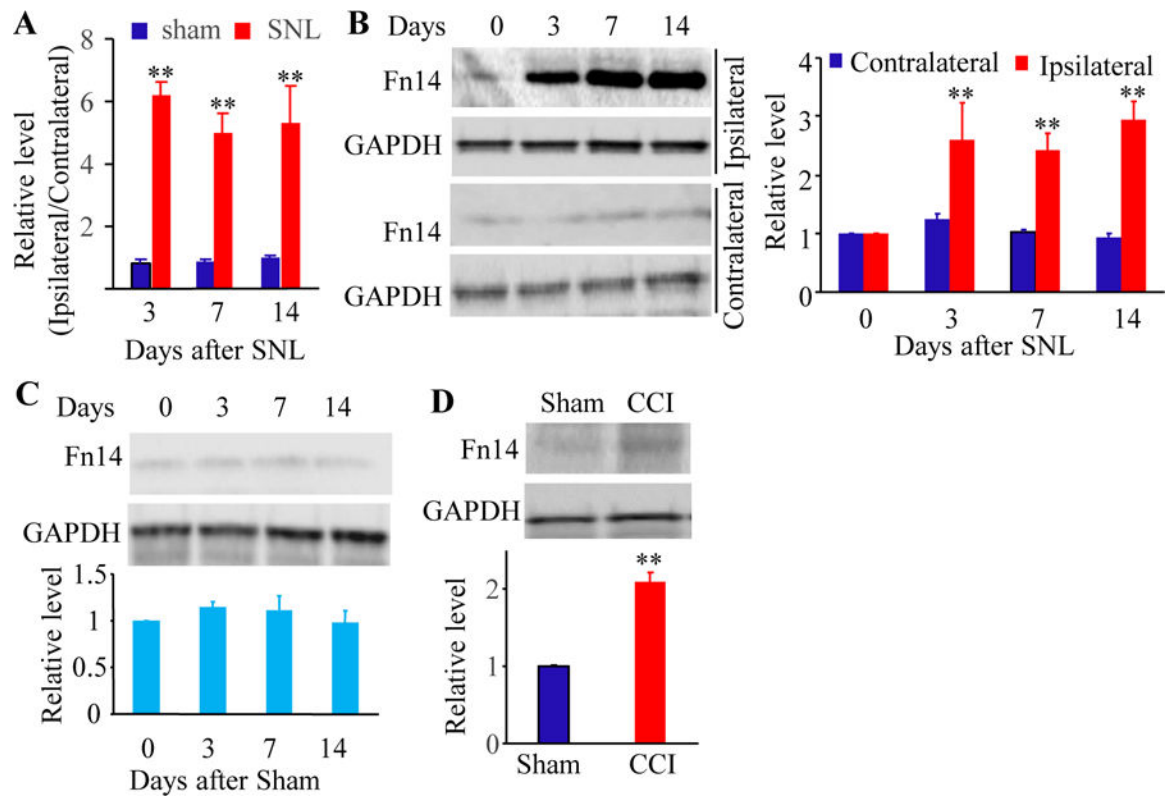 A
sham SNL
Relative level
(Ipsilateral/Contralateral)
8
6
4
2
** ** **
3 7 14
Days after SNL
B
Days 0 3 7 14
Fn14
GAPDH
Ipsilateral
Fn14
GAPDH
Contralateral
Contralateral Ipsilateral
Relative level
4
3
2
1
0
** ** **
0 3 7 14
Days after SNL
C
Days 0 3 7 14
Fn14
GAPDH
Relative level
1.5
1
0.5
0
0 3 7 14
Days after Sham
D
Sham CCI
Fn14
GAPDH
Relative level
2
1
0
**
Sham CCI